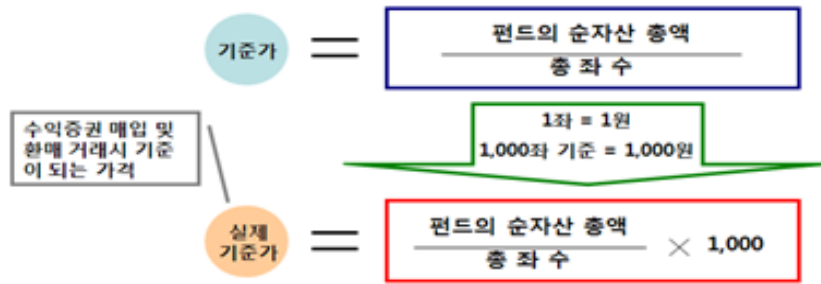 기준가
펀드의 순자산 총액
총 좌 수
수익증권 매입 및
환매 거래시 기준
이 되는 가격
1좌 = 1원
1,000좌 기준 = 1,000원
실제
기준가
펀드의 순자산 총액
총 좌 수
× 1,000